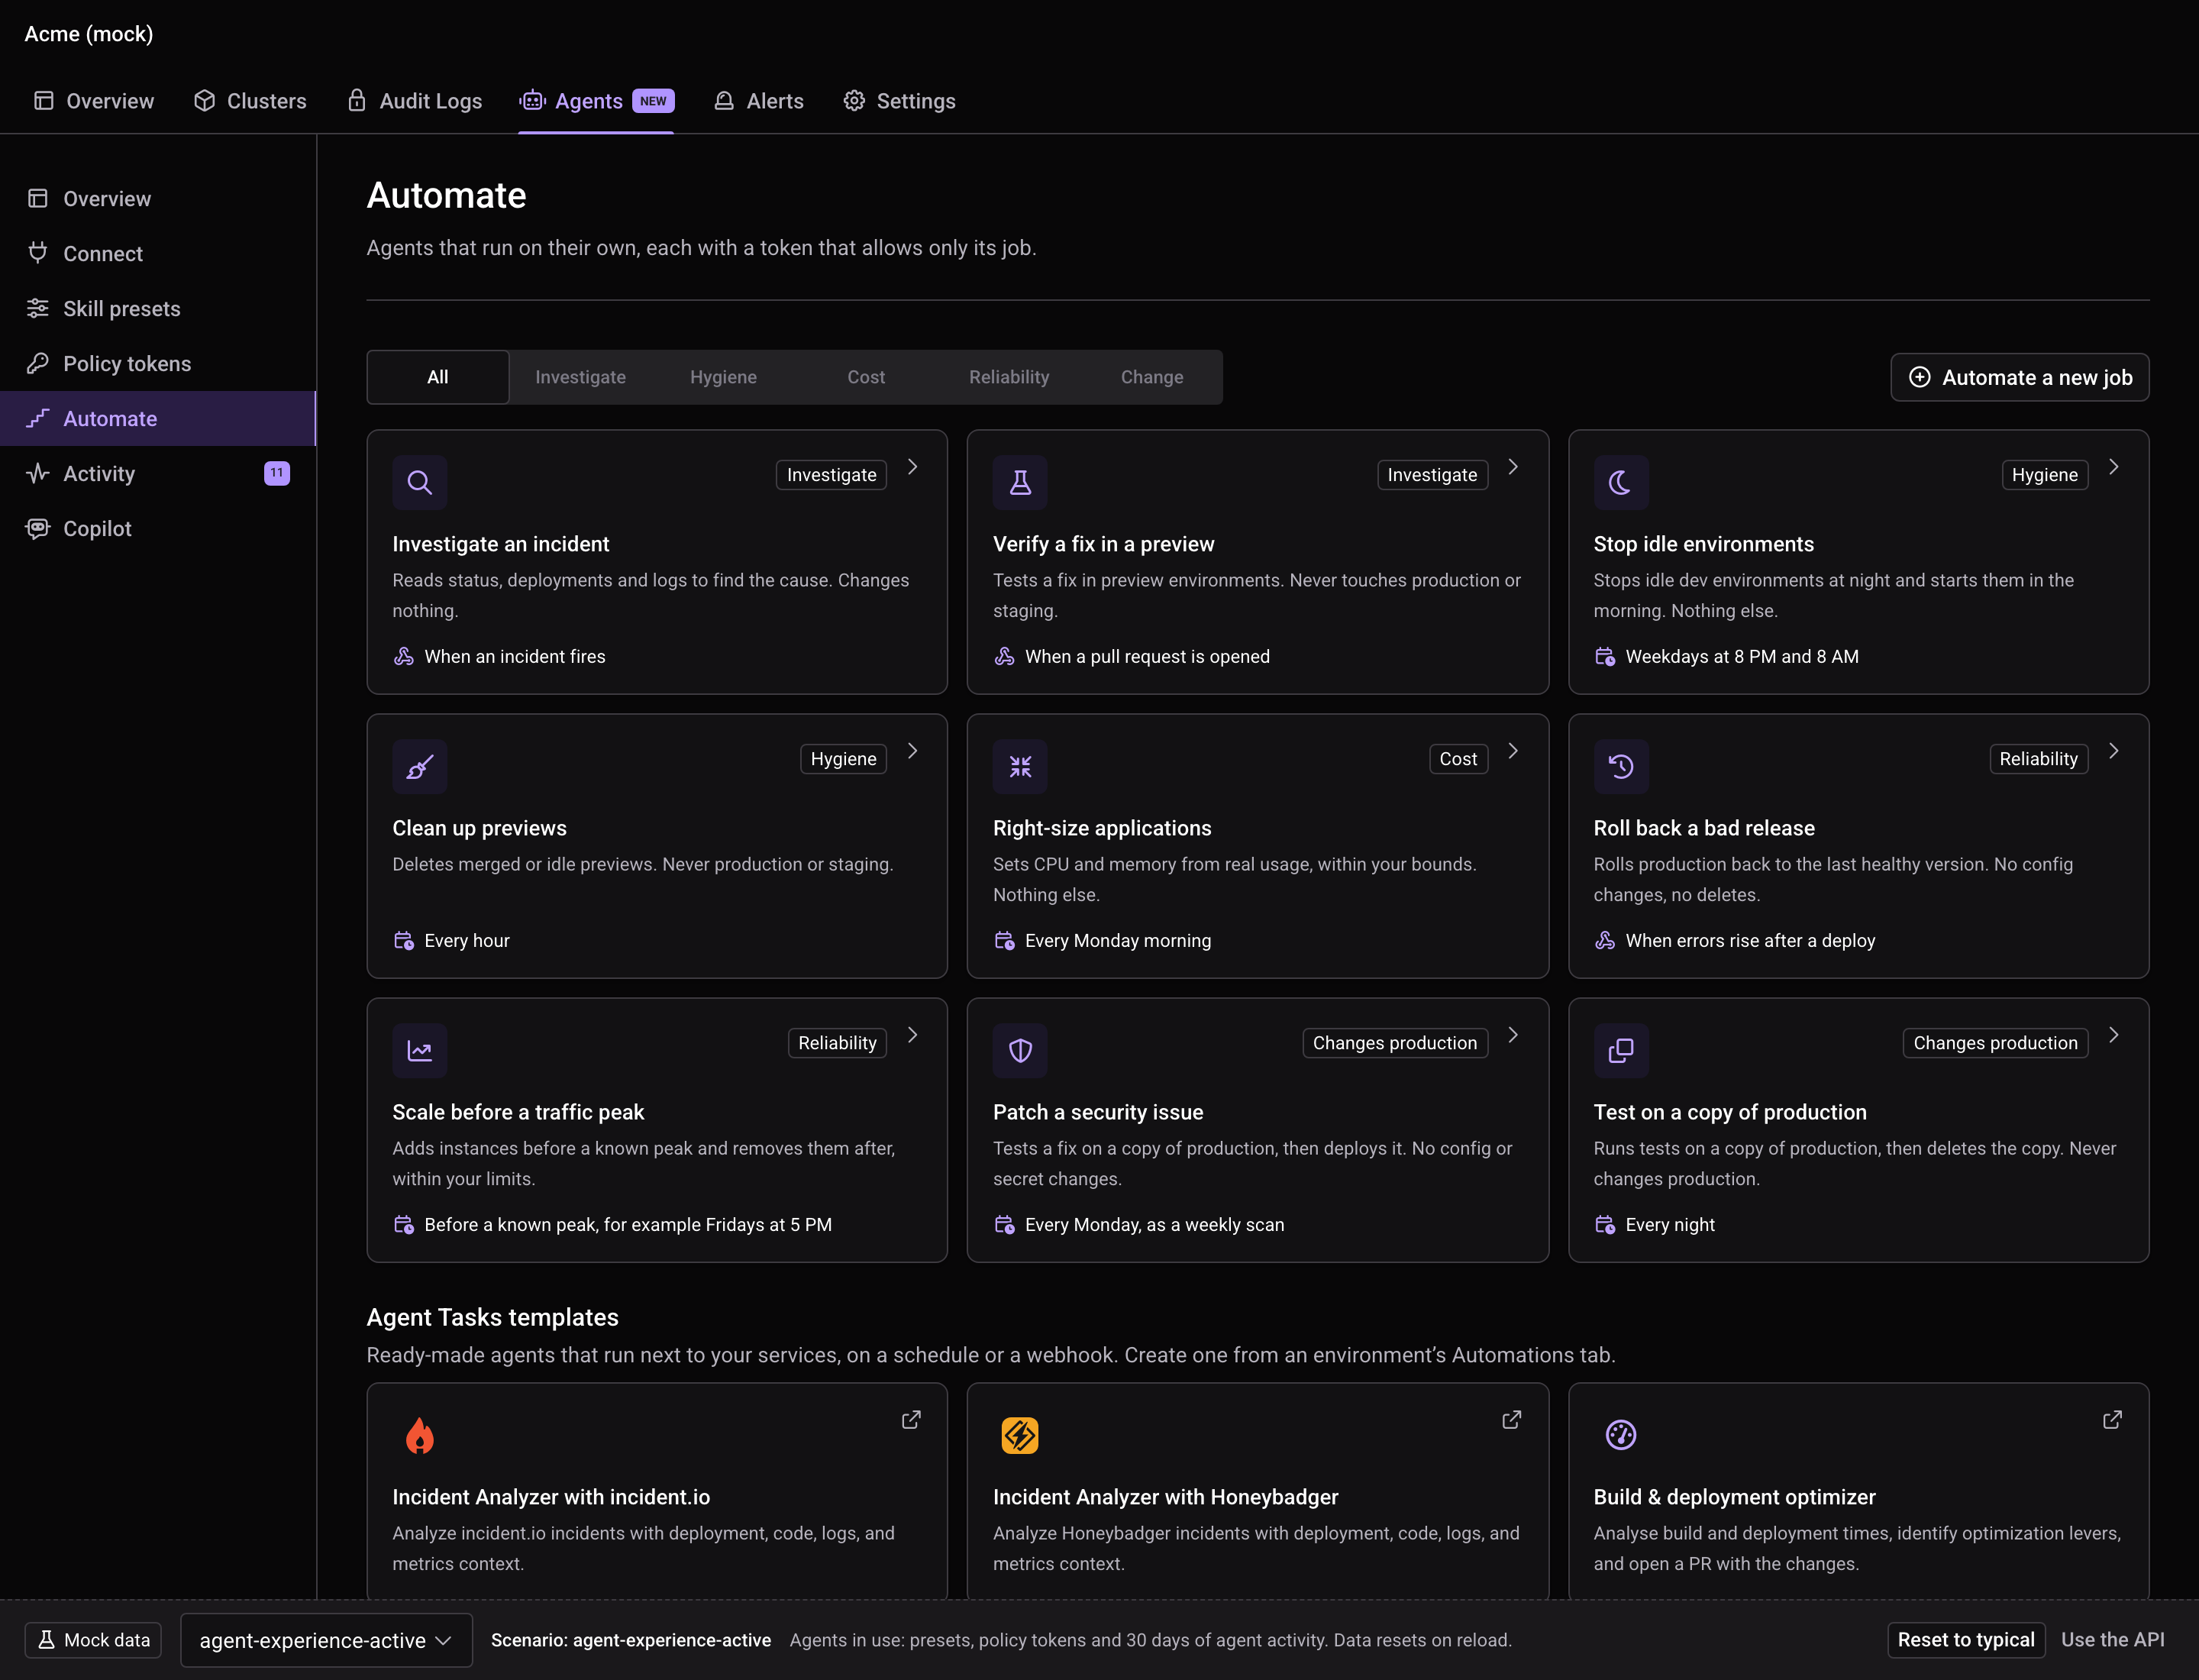 Acme (mock)
Overview
Clusters
Audit Logs
Agents NEW
Alerts
Settings
Overview
Connect
Skill presets
Policy tokens
Automate
Activity 11
Copilot
Automate
Agents that run on their own, each with a token that allows only its job.
All
Investigate
Hygiene
Cost
Reliability
Change
Automate a new job
Investigate
Investigate an incident
Reads status, deployments and logs to find the cause. Changes
nothing.
When an incident fires
Investigate
Verify a fix in a preview
Tests a fix in preview environments. Never touches production or
staging.
When a pull request is opened
Hygiene
Stop idle environments
Stops idle dev environments at night and starts them in the
morning. Nothing else.
Weekdays at 8 PM and 8 AM
Hygiene
Clean up previews
Deletes merged or idle previews. Never production or staging.
Every hour
Cost
Right-size applications
Sets CPU and memory from real usage, within your bounds.
Nothing else.
Every Monday morning
Reliability
Roll back a bad release
Rolls production back to the last healthy version. No config
changes, no deletes.
When errors rise after a deploy
Reliability
Scale before a traffic peak
Adds instances before a known peak and removes them after,
within your limits.
Before a known peak, for example Fridays at 5 PM
Changes production
Patch a security issue
Tests a fix on a copy of production, then deploys it. No config or
secret changes.
Every Monday, as a weekly scan
Changes production
Test on a copy of production
Runs tests on a copy of production, then deletes the copy. Never
changes production.
Every night
Agent Tasks templates
Ready-made agents that run next to your services, on a schedule or a webhook. Create one from an environment’s Automations tab.
Incident Analyzer with incident.io
Analyze incident.io incidents with deployment, code, logs, and
metrics context.
Incident Analyzer with Honeybadger
Analyze Honeybadger incidents with deployment, code, logs, and
metrics context.
Build & deployment optimizer
Analyse build and deployment times, identify optimization levers,
and open a PR with the changes.
Mock data
agent-experience-active
Scenario: agent-experience-active
Agents in use: presets, policy tokens and 30 days of agent activity. Data resets on reload.
Reset to typical
Use the API